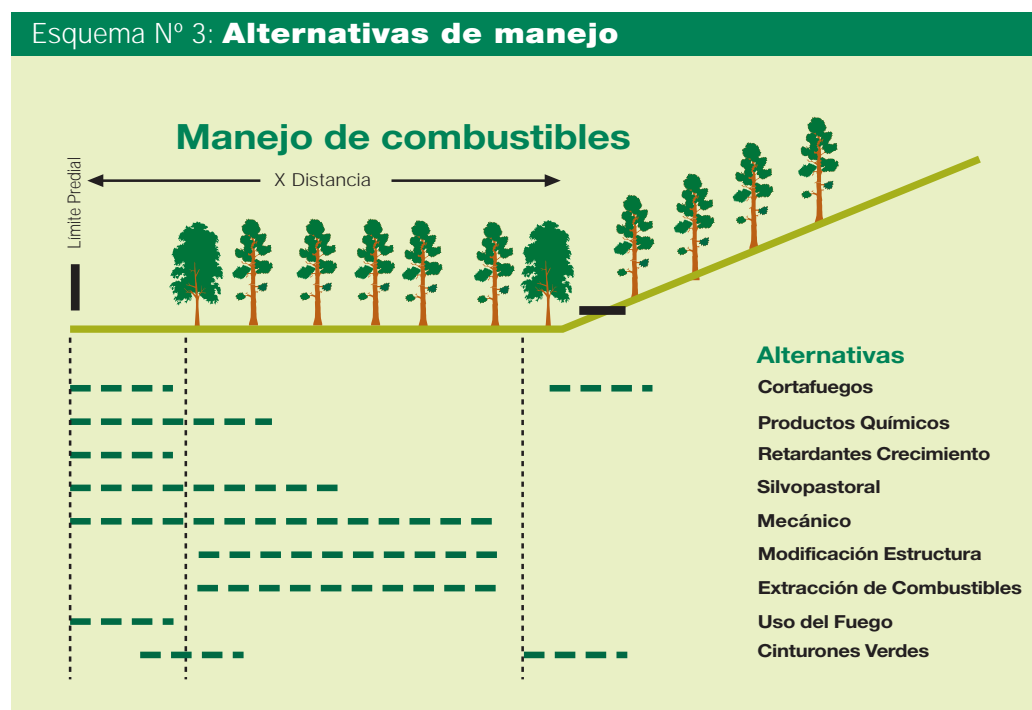 Esquema Nº 3: Alternativas de manejo
Manejo de combustibles
Limite Predial
X Distancia
Alternativas
Cortafuegos
Productos Químicos
Retardantes Crecimiento
Silvopastoral
Mecánico
Modificación Estructura
Extracción de Combustibles
Uso del Fuego
Cinturones Verdes